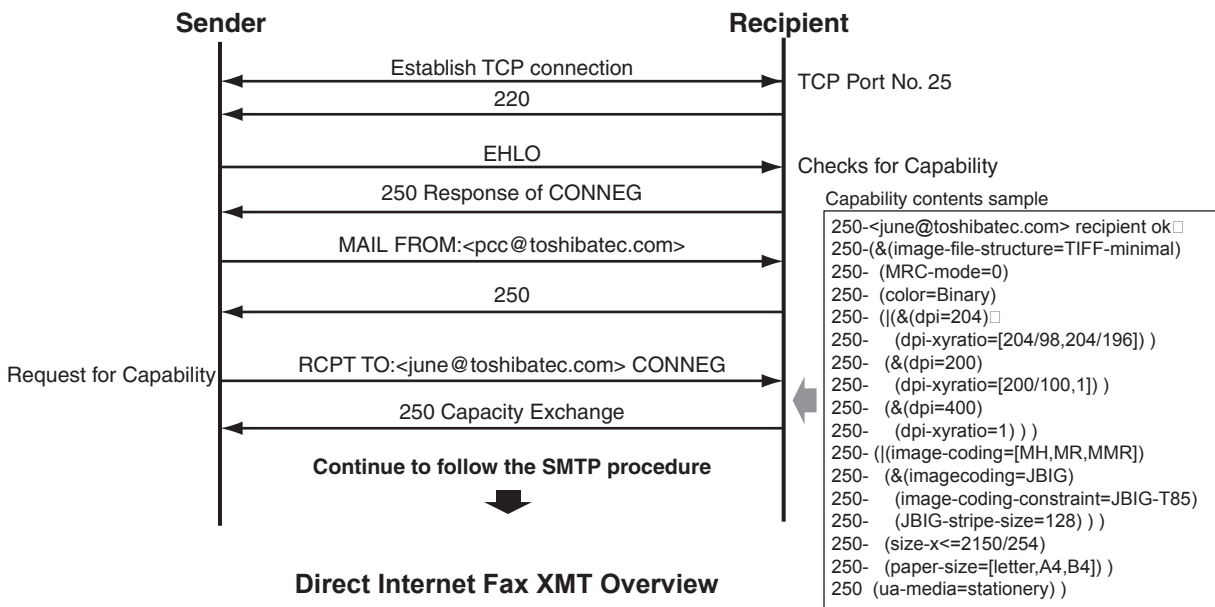 Sender
Recipient
Establish TCP connection
TCP Port No. 25
220
EHLO
Checks for Capability
250 Response of CONNEG
MAIL FROM:<pcc@toshibatec.com>
250
Request for Capability
RCPT TO:<june@toshibatec.com> CONNEG
250 Capacity Exchange
Continue to follow the SMTP procedure
Capability contents sample
250-<june@toshibatec.com> recipient ok□
250-(&(image-file-structure=TIFF-minimal)
250- (MRC-mode=0)
250- (color=Binary)
250- (|(&(dpi=204)□
250- (dpi-xyratio=[204/98,204/196]) )
250- (&(dpi=200)
250- (dpi-xyratio=[200/100,1]) )
250- (&(dpi=400)
250- (dpi-xyratio=1) ) )
250- (|(image-coding=[MH,MR,MMR])
250- (&(imagecoding=JBIG)
250- (image-coding-constraint=JBIG-T85)
250- (JBIG-stripe-size=128) ) )
250- (size-x<=2150/254)
250- (paper-size=[letter,A4,B4]) )
250 (ua-media=stationery) )
Direct Internet Fax XMT Overview